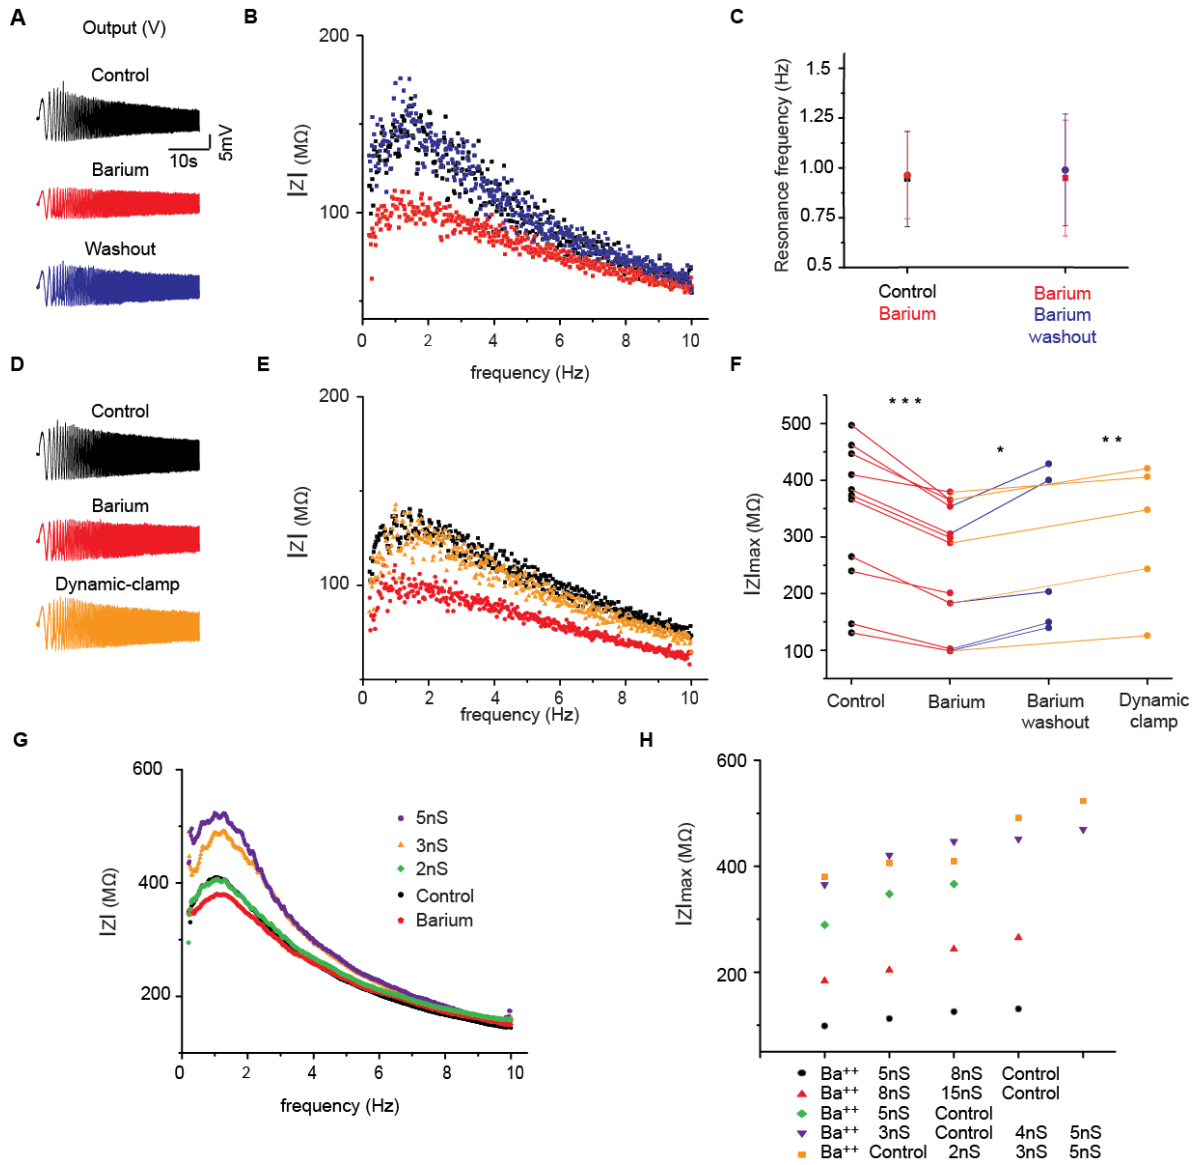 A
Output (V)
Control
10s
5mV
Barium
Washout
B
200
100
|Z| (MΩ)
0 2 4 6 8 10
frequency (Hz)
C
Resonance frequency (Hz)
1.5
1.25
1.00
0.75
0.5
Control
Barium
Barium
Barium
washout
D
Control
Barium
Dynamic-clamp
E
200
100
|Z| (MΩ)
0 2 4 6 8 10
frequency (Hz)
F
* * *
*
* *
500
400
300
200
100
|Z|max (MΩ)
Control Barium Barium washout Dynamic clamp
G
600
400
200
|Z| (MΩ)
5nS
3nS
2nS
Control
Barium
0 2 4 6 8 10
frequency (Hz)
H
600
400
200
|Z|max (MΩ)
Ba++ 5nS 8nS Control
Ba++ 8nS 15nS Control
Ba++ 5nS Control
Ba++ 3nS Control 4nS 5nS
Ba++ Control 2nS 3nS 5nS